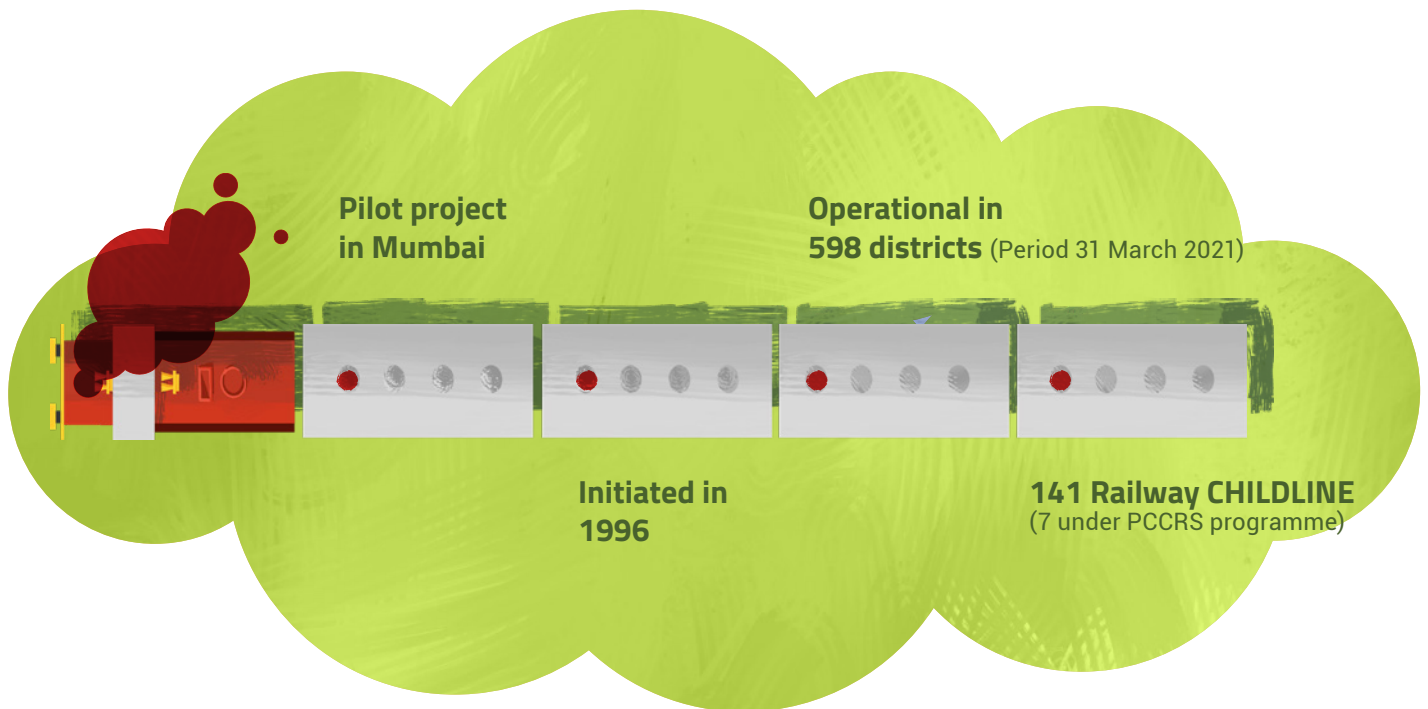 Pilot project
in Mumbai
Initiated in
1996
Operational in
598 districts (Period 31 March 2021)
141 Railway CHILDLINE
(7 under PCCRS programme)